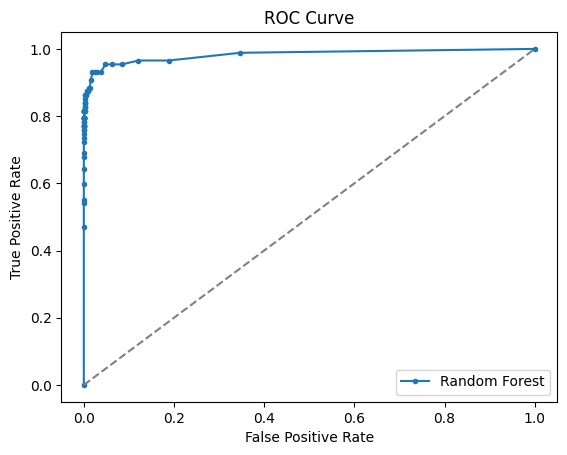 ROC Curve
True Positive Rate
1.0
0.8
0.6
0.4
0.2
0.0
Random Forest
0.0 0.2 0.4 0.6 0.8 1.0
False Positive Rate